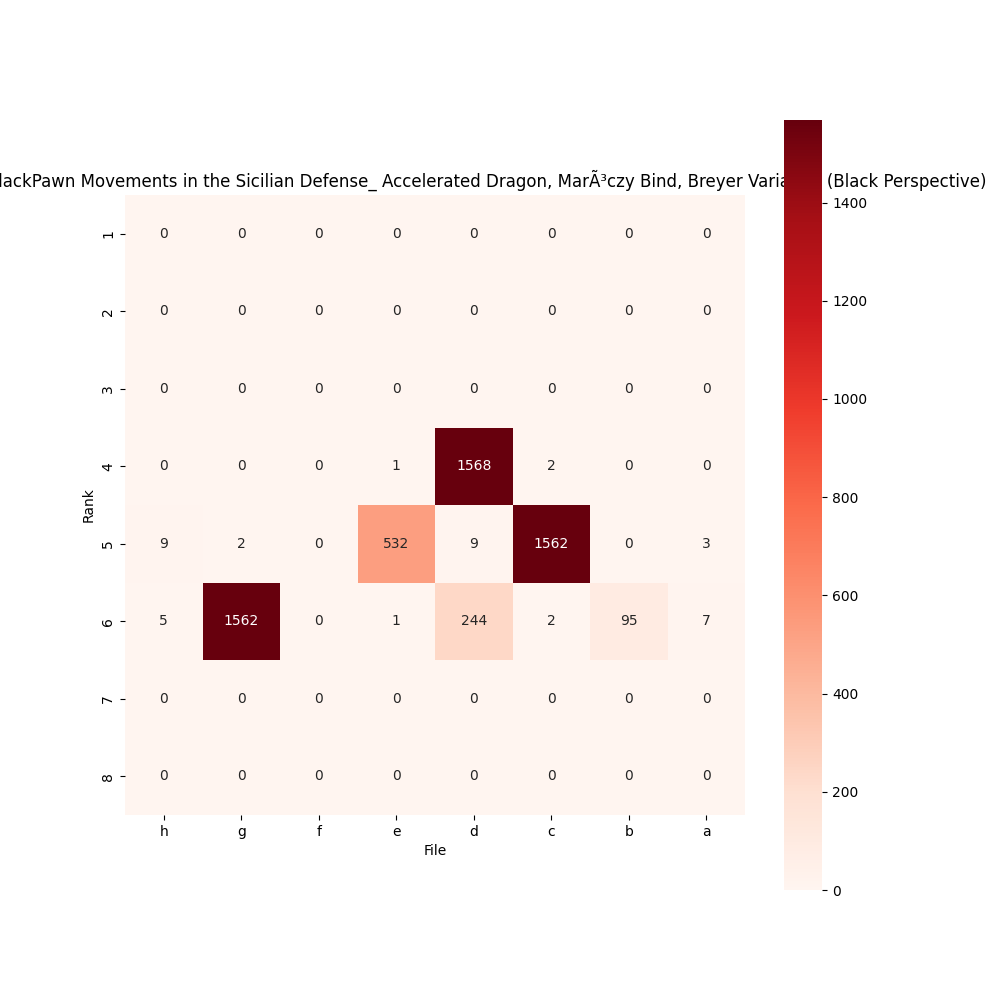 lackPawn Movements in the Sicilian Defense_ Accelerated Dragon, MarÃ³czy Bind, Breyer Varia (Black Perspective)
1400
1200
1000
800
600
400
200
0
Rank
1 0 0 0 0 0 0 0 0
2 0 0 0 0 0 0 0 0
3 0 0 0 0 0 0 0 0
4 0 0 0 1 1568 2 0 0
5 9 2 0 532 9 1562 0 3
6 5 1562 0 1 244 2 95 7
7 0 0 0 0 0 0 0 0
8 0 0 0 0 0 0 0 0
h g f e d c b a
File